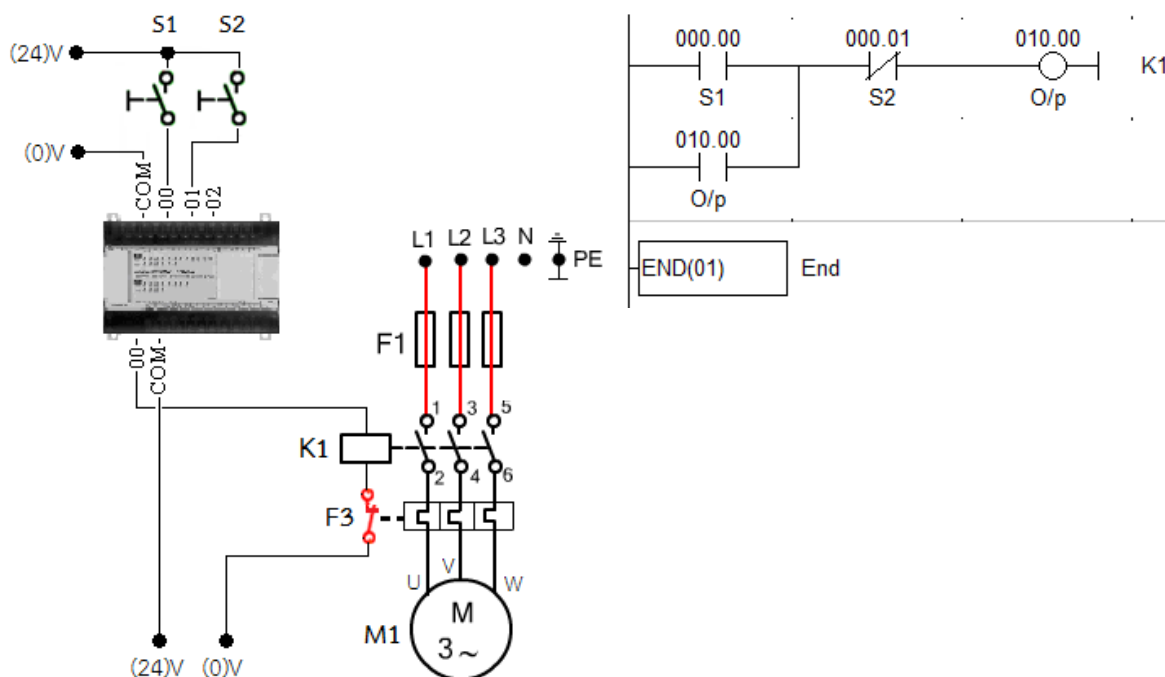 S1 S2
(24)V
(0)V
-COM
-00
-01
-02
00-
COM-
K1
F3
(24)V (0)V
L1 L2 L3 N PE
F1
1 3 5
2 4 6
U V W
M
3~
M1
000.00 000.01 010.00
K1
S1 S2 O/p
010.00
O/p
END(01) End